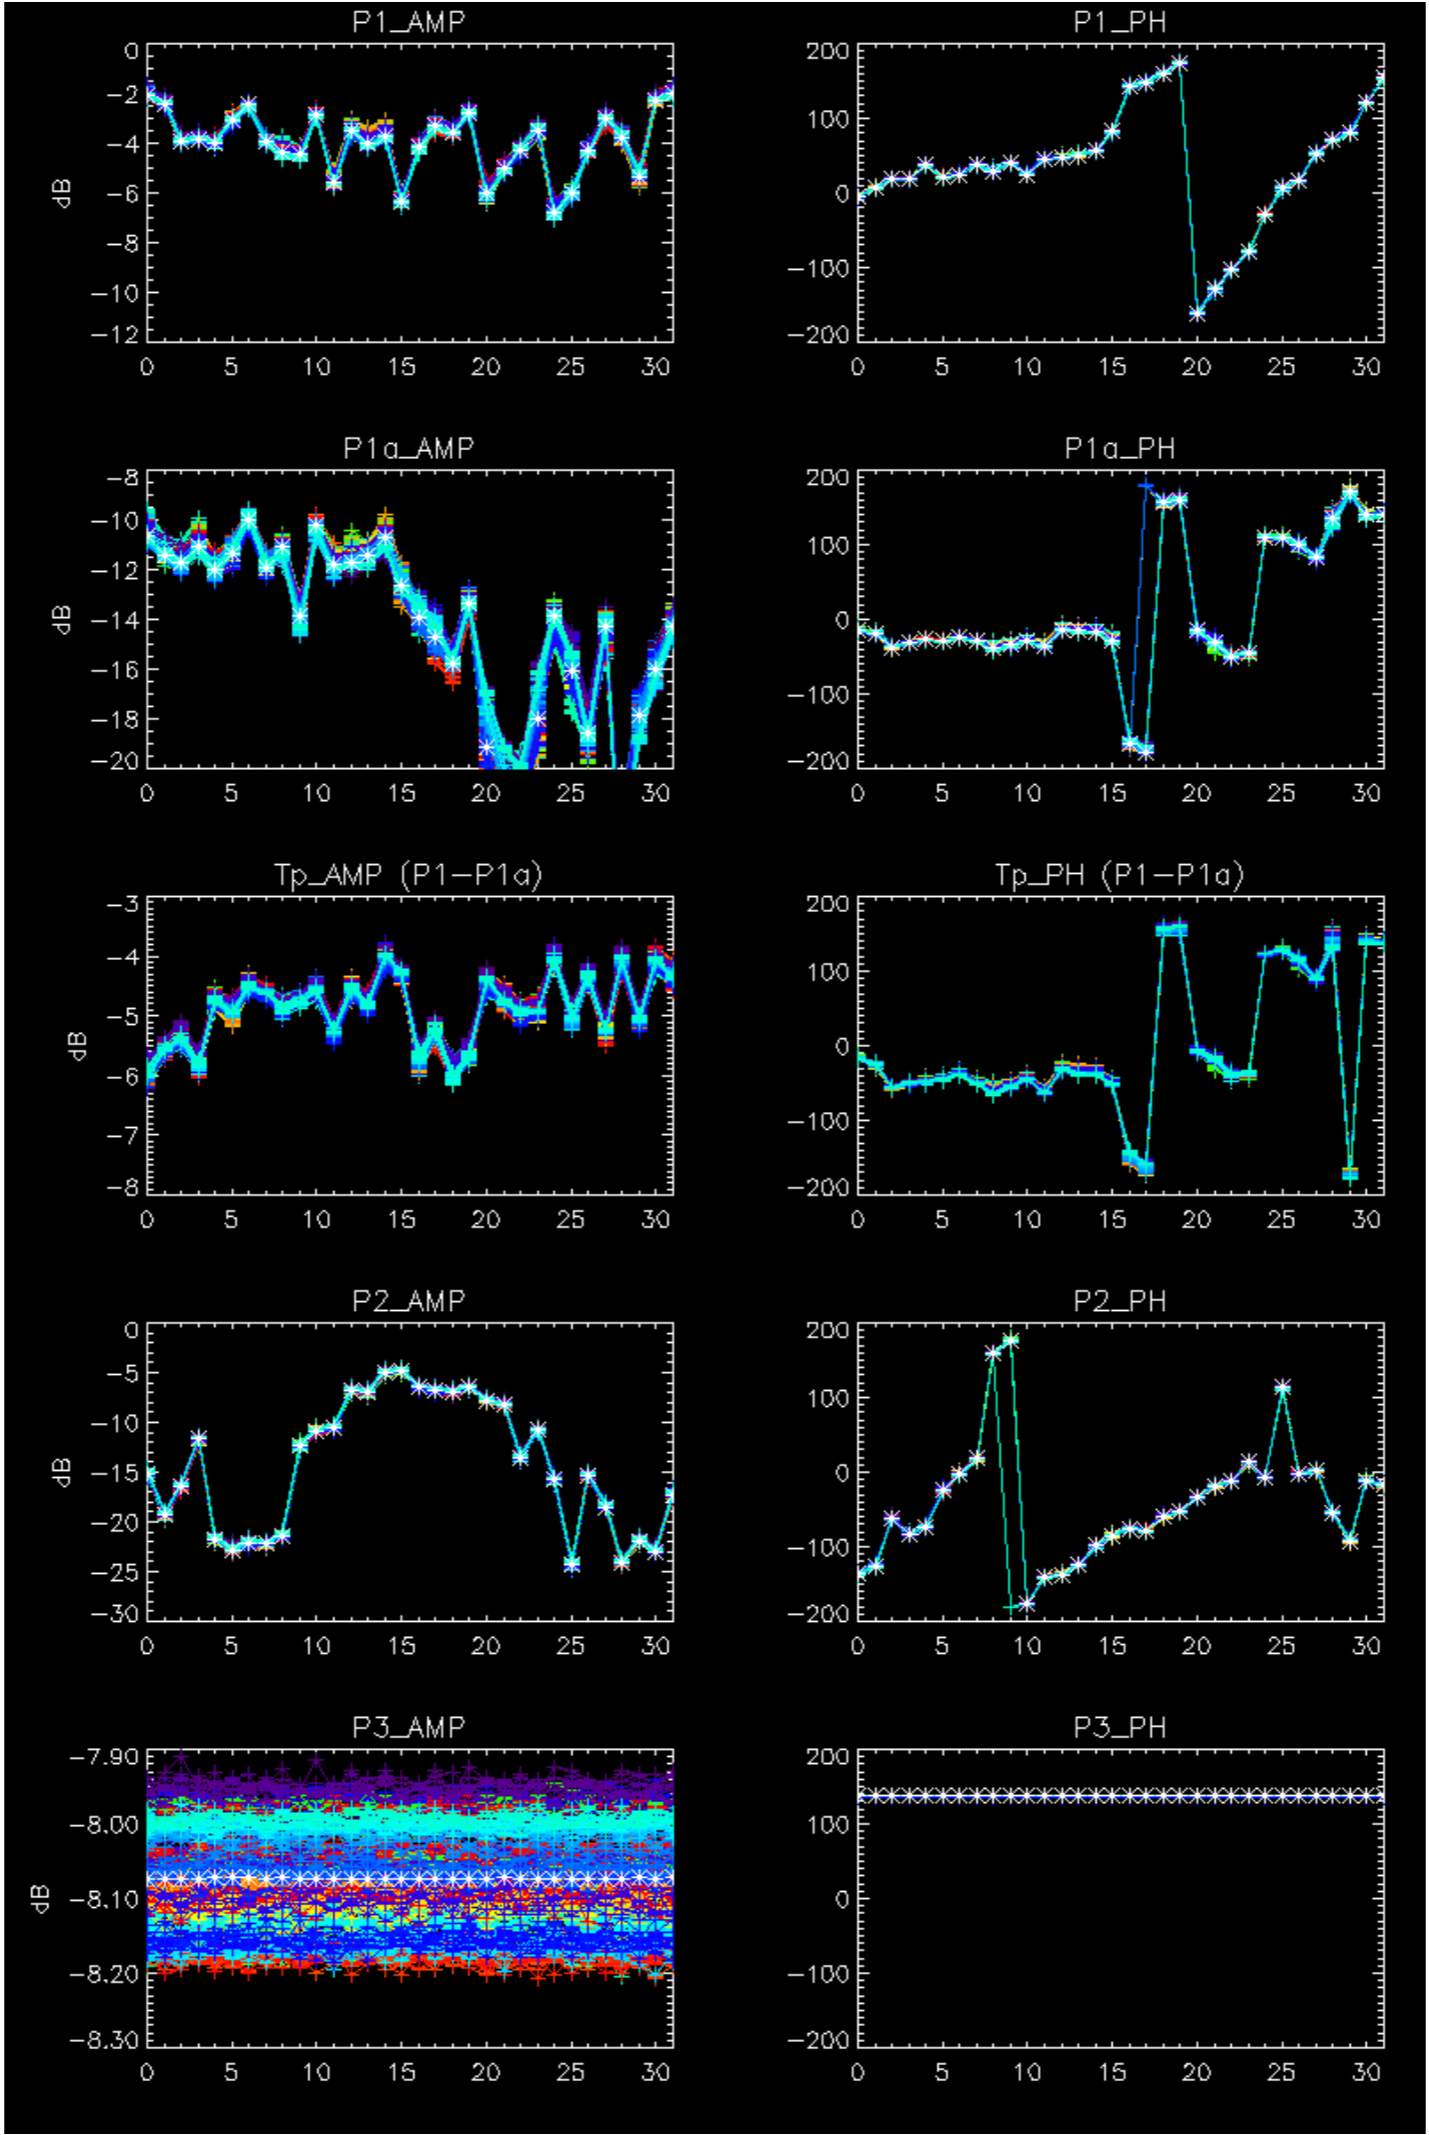 P1_AMP P1_PH
0 200
−2 100
−4 0
dB
−6
−8 −100
−10
−12 −200
0 5 10 15 20 25 30 0 5 10 15 20 25 30
P1a_AMP P1a_PH
−8 200
−10 100
−12
dB
−14 0
−16 −100
−18
−20 −200
0 5 10 15 20 25 30 0 5 10 15 20 25 30
Tp_AMP (P1−P1a) Tp_PH (P1−P1a)
−3 200
−4 100
−5 0
dB
−6 −100
−7
−8 −200
0 5 10 15 20 25 30 0 5 10 15 20 25 30
P2_AMP P2_PH
0 200
−5 100
−10
dB
−15 0
−20 −100
−25
−30 −200
0 5 10 15 20 25 30 0 5 10 15 20 25 30
P3_AMP P3_PH
−7.90 200
−8.00 100
dB
−8.10 0
−8.20 −100
−8.30 −200
0 5 10 15 20 25 30 0 5 10 15 20 25 30